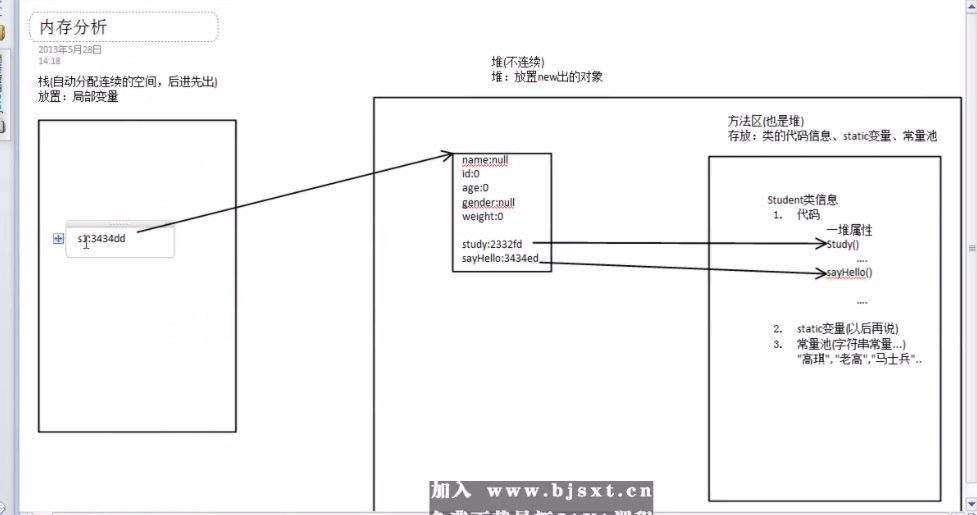 内存分析
2013年5月28日
14:18
栈(自动分配连续的空间，后进先出)
放置：局部变量
s1:3434dd
堆(不连续)
堆：放置new出的对象
name:null
id:0
age:0
gender:null
weight:0
study:2332fd
sayHello:3434ed
方法区(也是堆)
存放：类的代码信息、static变量、常量池
Student类信息
1. 代码
一堆属性
Study()
....
sayHello()
....
2. static变量(以后再说)
3. 常量池(字符串常量...)
"高琪","老高","马士兵"..
加入 www.bjsxt.cn